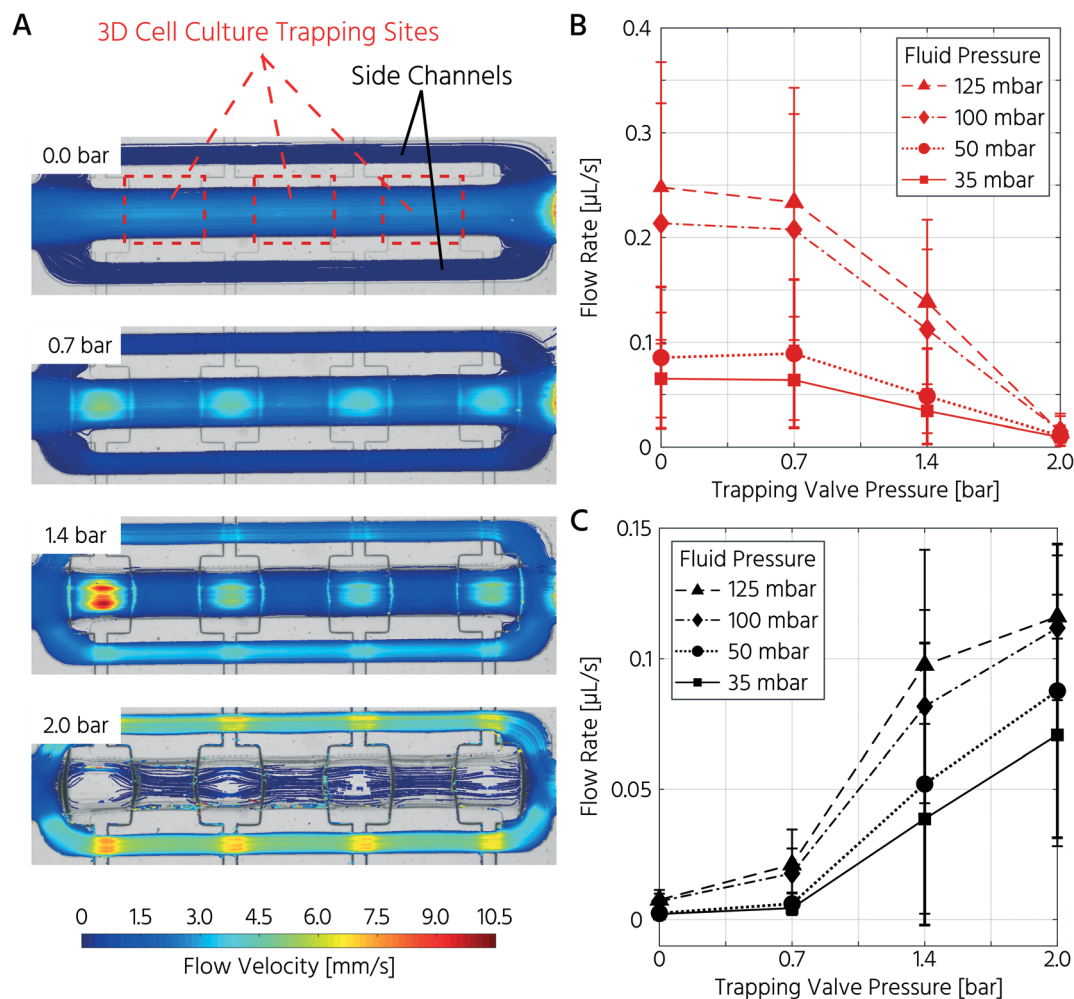 A
3D Cell Culture Trapping Sites
Side Channels
0.0 bar
0.7 bar
1.4 bar
2.0 bar
0 1.5 3.0 4.5 6.0 7.5 9.0 10.5
Flow Velocity [mm/s]
B
0.4
0.3
0.2
0.1
0
Flow Rate [µL/s]
Fluid Pressure
125 mbar
100 mbar
50 mbar
35 mbar
0 0.7 1.4 2.0
Trapping Valve Pressure [bar]
C
0.15
0.1
0.05
0
Flow Rate [µL/s]
Fluid Pressure
125 mbar
100 mbar
50 mbar
35 mbar
0 0.7 1.4 2.0
Trapping Valve Pressure [bar]